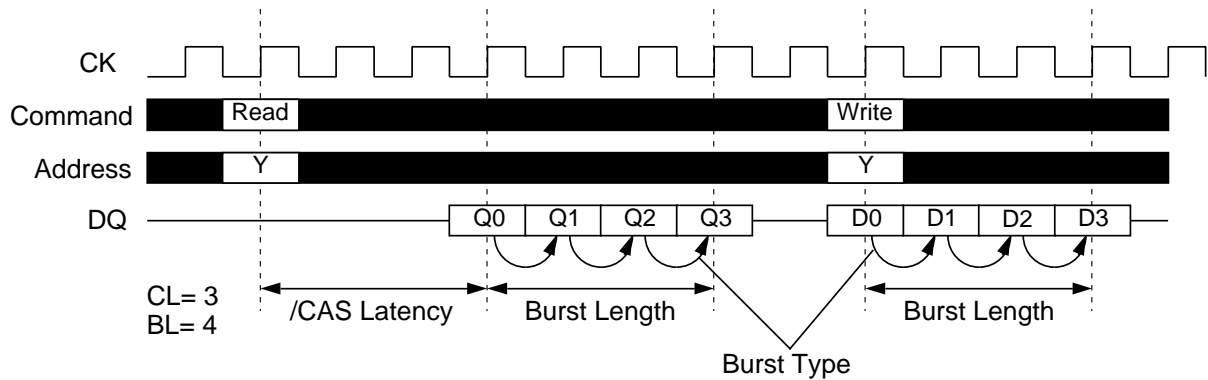 CK
Command Read Write
Address Y Y
DQ Q0 Q1 Q2 Q3 D0 D1 D2 D3
CL= 3 /CAS Latency Burst Length Burst Length
BL= 4
Burst Type